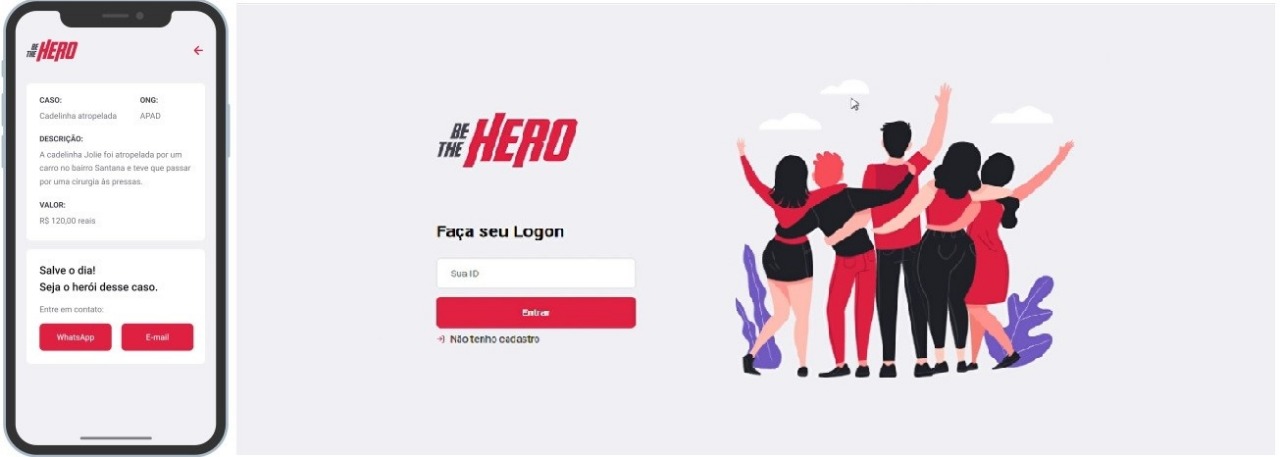 BE THE HERO
CASO: ONG:
Cadelinha atropelada APAD
DESCRIÇÃO:
A cadelinha Jolie foi atropelada por um
carro no bairro Santana e teve que passar
por uma cirurgia às pressas.
VALOR:
R$ 120,00 reais
Salve o dia!
Seja o herói desse caso.
Entre em contato:
WhatsApp E-mail
BE THE HERO
Faça seu Logon
Sua ID
Entrar
Não tenho cadastro